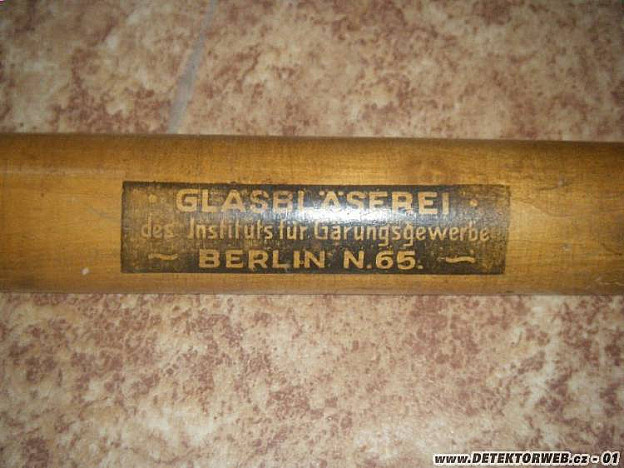 · GLASBLÄSEREI ·
des Instituts für Gärungsgewerbe
~ BERLIN N.65. ~
www.DETEKTORWEB.cz - 01